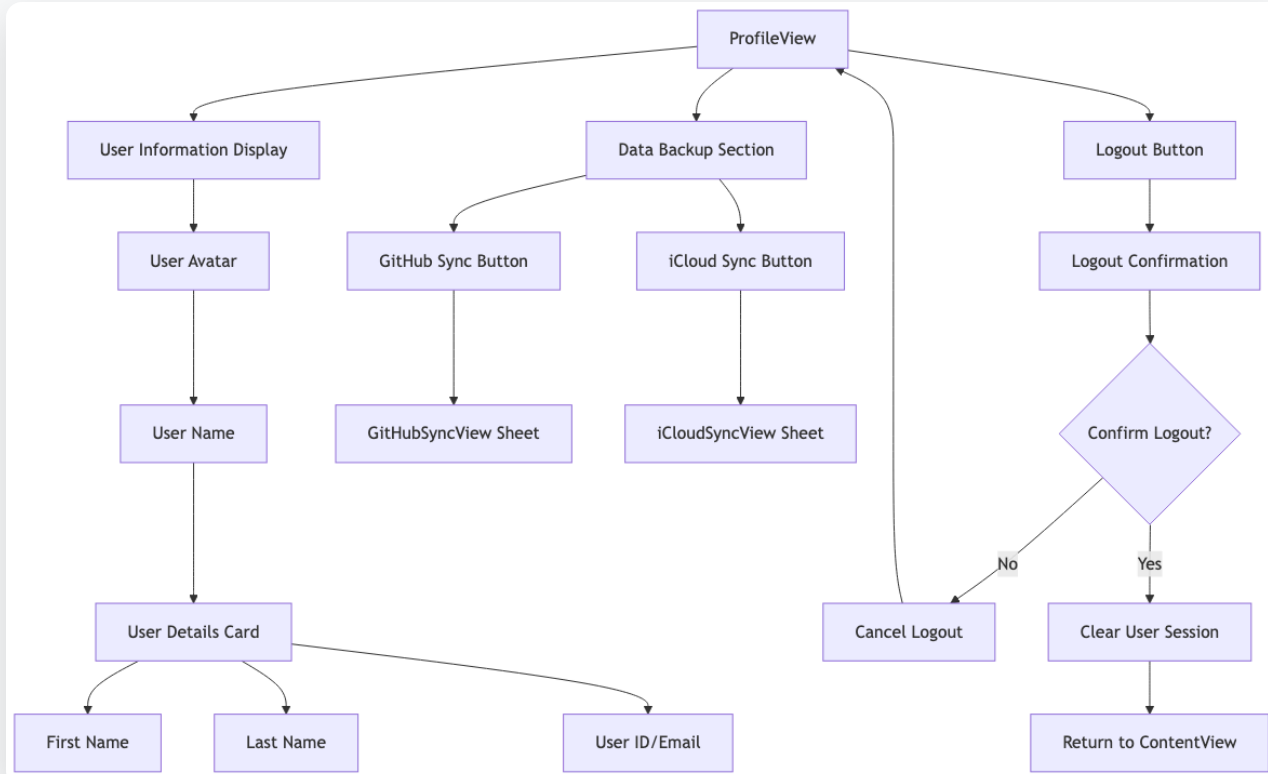 ProfileView
User Information Display
Data Backup Section
Logout Button
User Avatar
GitHub Sync Button
iCloud Sync Button
Logout Confirmation
User Name
GitHubSyncView Sheet
iCloudSyncView Sheet
Confirm Logout?
No
Yes
User Details Card
Cancel Logout
Clear User Session
First Name
Last Name
User ID/Email
Return to ContentView